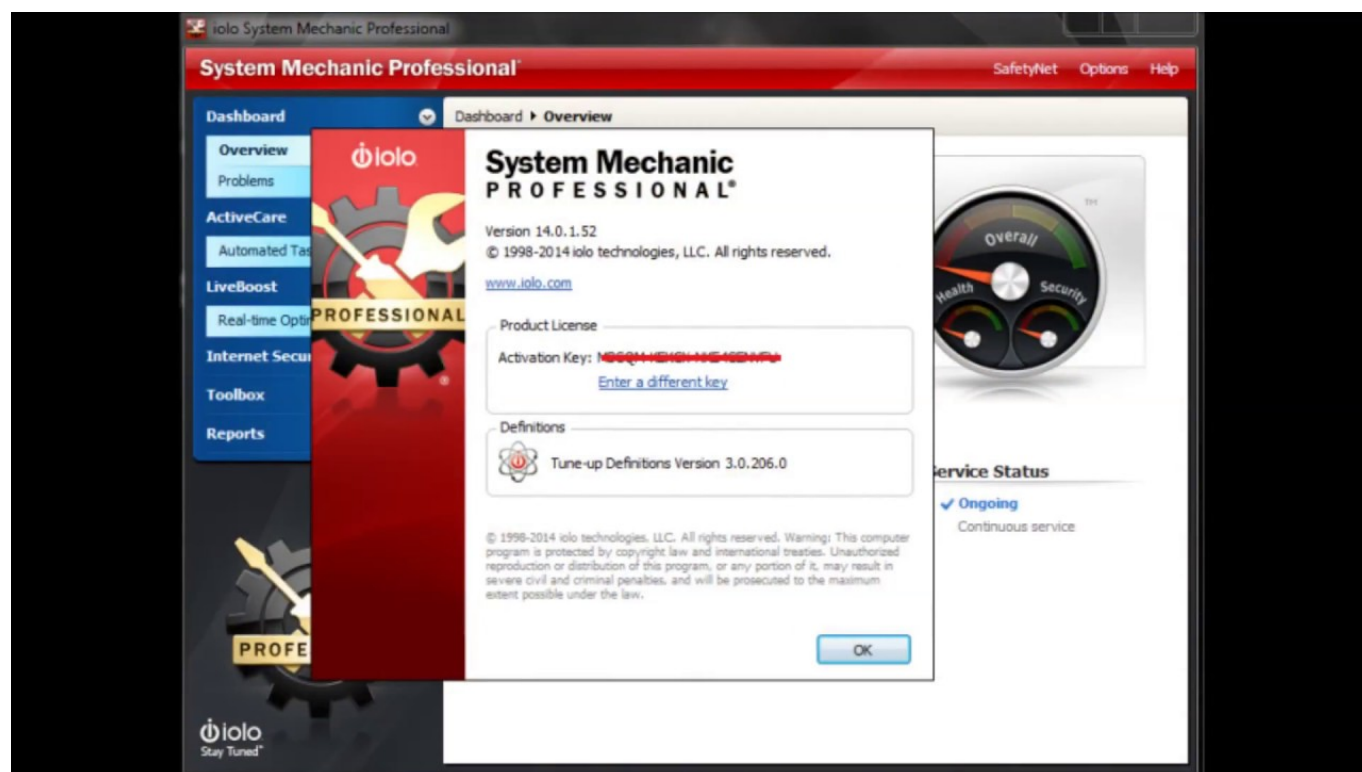 iolo System Mechanic Professional
System Mechanic Professional
SafetyNet Options Help
Dashboard
Dashboard Overview
Overview
Problems
ActiveCare
Automated Tas
LiveBoost
Real-time Opti
Internet Secu
Toolbox
Reports
iolo
PROFESSIONAL
®
System Mechanic
PROFESSIONAL®
Version 14.0.1.52
© 1998-2014 iolo technologies, LLC. All rights reserved.
www.iolo.com
Product License
Activation Key:
Enter a different key
Definitions
Tune-up Definitions Version 3.0.206.0
© 1998-2014 iolo technologies, LLC. All rights reserved. Warning: This computer
program is protected by copyright law and international treaties. Unauthorized
reproduction or distribution of this program, or any portion of it, may result in
severe civil and criminal penalties, and will be prosecuted to the maximum
extent possible under the law.
OK
TM
Overall
Health
Security
Service Status
Ongoing
Continuous service
PROFE
iolo
Stay Tuned™